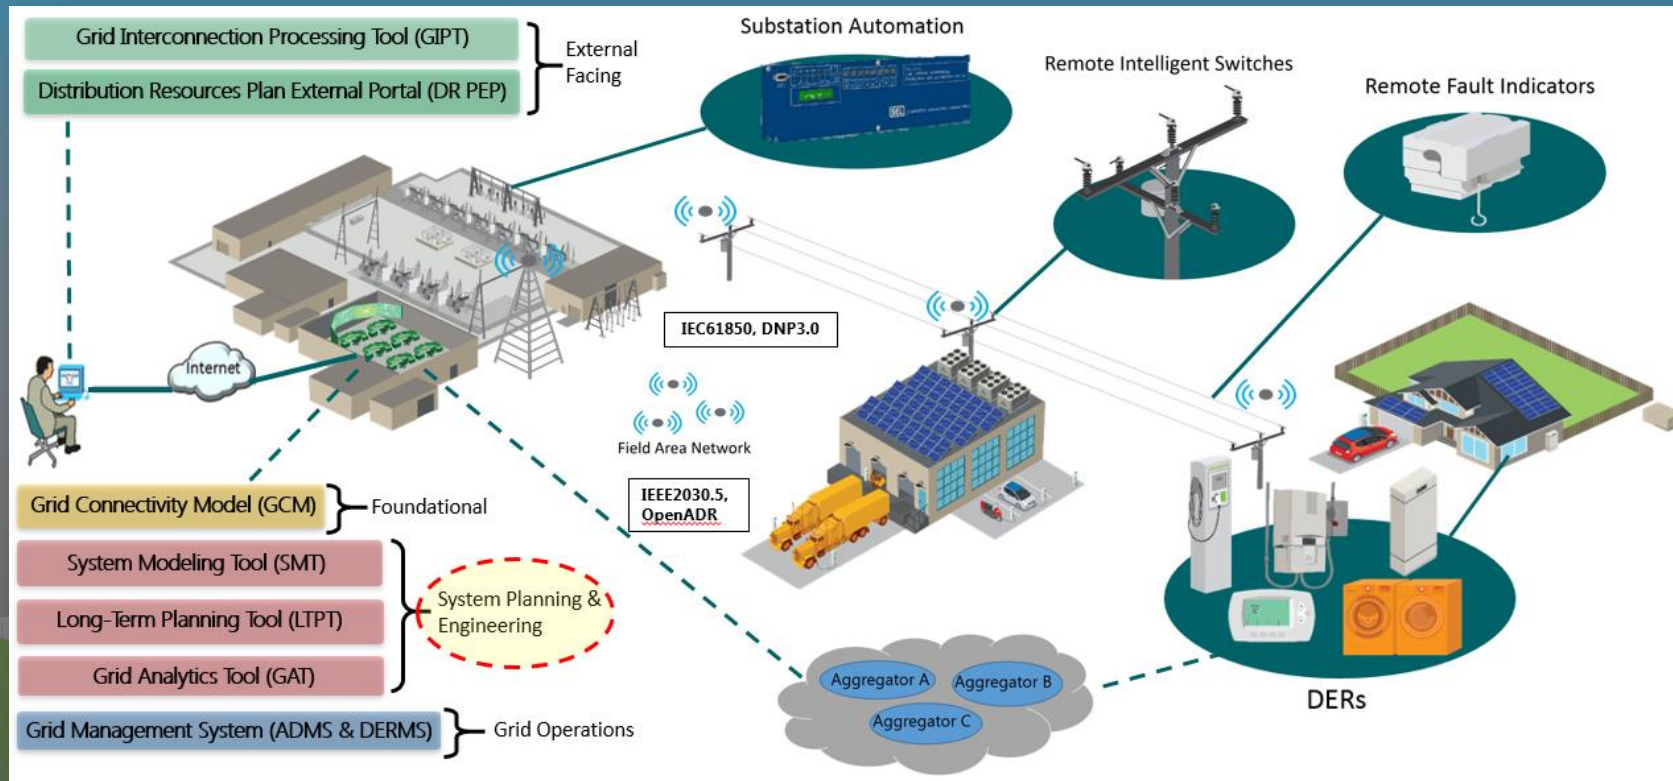 Grid Interconnection Processing Tool (GIPT)
Distribution Resources Plan External Portal (DR PEP)
External
Facing
Substation Automation
SEL
Remote Intelligent Switches
Remote Fault Indicators
Internet
IEC61850, DNP3.0
Field Area Network
IEEE2030.5,
OpenADR
Grid Connectivity Model (GCM)
Foundational
System Modeling Tool (SMT)
Long-Term Planning Tool (LTPT)
Grid Analytics Tool (GAT)
System Planning &
Engineering
Grid Management System (ADMS & DERMS)
Grid Operations
Aggregator A
Aggregator B
Aggregator C
DERs